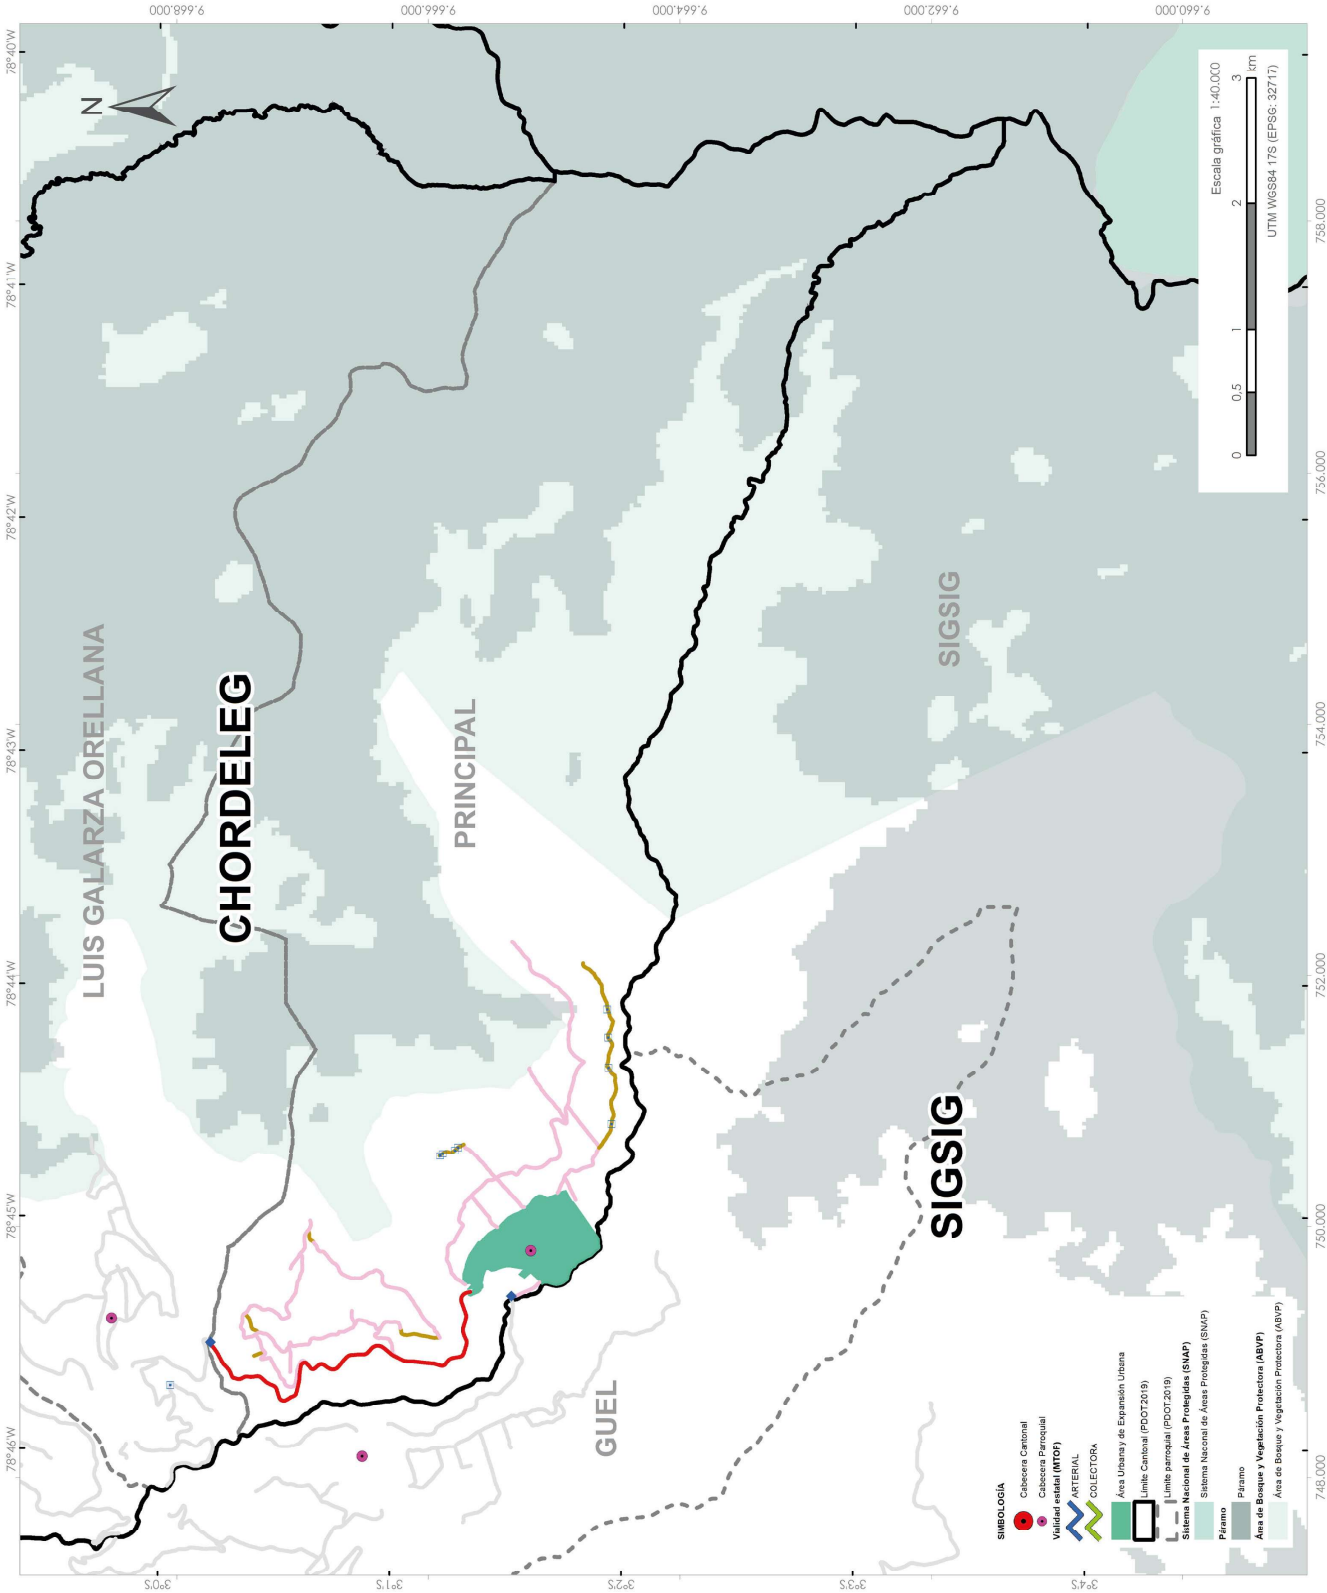 9.668.000
9.666.000
9.664.000
9.662.000
9.660.000
78°40'W
78°41'W
78°42'W
78°43'W
78°44'W
78°45'W
78°46'W
N
LUIS GALARZA ORELLANA
CHORDELEG
PRINCIPAL
SIGSIG
SIGSIG
GUEL
Escala gráfica 1:40.000
0 0,5 1 2 3 km
UTM WGS84 17S (EPSG: 32717)
758.000
756.000
754.000
752.000
750.000
748.000
3°0'S
3°1'S
3°2'S
3°3'S
3°4'S
SIMBOLOGÍA
Cabecera Cantonal
Cabecera Parroquial
Vialidad estatal (MTOF)
ARTERIAL
COLECTORA
Área Urbana y de Expansión Urbana
Límite Cantonal (PDOT2019)
Límite parroquial (PDOT.2019)
Sistema Nacional de Áreas Protegidas (SNAP)
Sistema Naconal de Áreas Protegidas (SNAP)
Páramo
Páramo
Área de Bosque y Vegetación Protectora (ABVP)
Área de Bosque y Vegetación Protectora (ABVP)